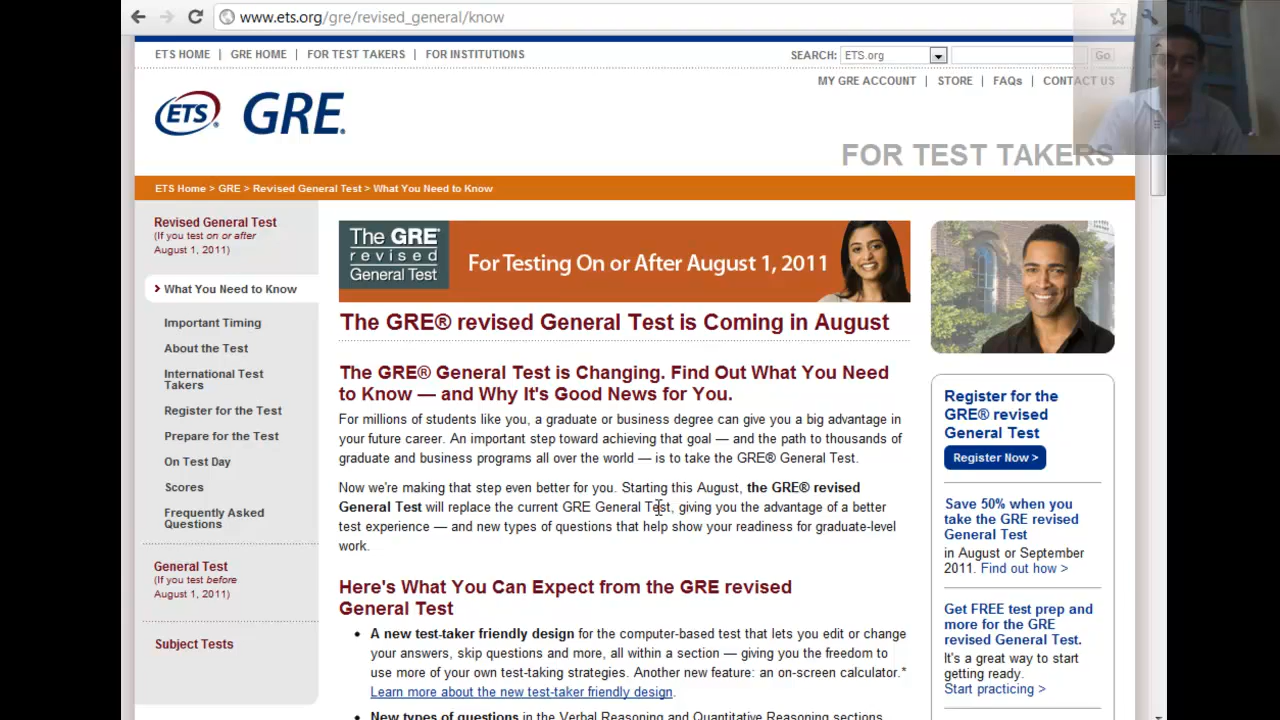 www.ets.org/gre/revised_general/know
ETS HOME | GRE HOME | FOR TEST TAKERS | FOR INSTITUTIONS
SEARCH: ETS.org Go
MY GRE ACCOUNT | STORE | FAQs | CONTACT US
ETS® GRE®
FOR TEST TAKERS
ETS Home > GRE > Revised General Test > What You Need to Know
Revised General Test
(If you test on or after
August 1, 2011)
What You Need to Know
Important Timing
About the Test
International Test
Takers
Register for the Test
Prepare for the Test
On Test Day
Scores
Frequently Asked
Questions
General Test
(If you test before
August 1, 2011)
Subject Tests
The GRE®
revised
General Test
For Testing On or After August 1, 2011
The GRE® revised General Test is Coming in August
The GRE® General Test is Changing. Find Out What You Need
to Know — and Why It's Good News for You.
For millions of students like you, a graduate or business degree can give you a big advantage in
your future career. An important step toward achieving that goal — and the path to thousands of
graduate and business programs all over the world — is to take the GRE® General Test.
Now we're making that step even better for you. Starting this August, the GRE® revised
General Test will replace the current GRE General Test, giving you the advantage of a better
test experience — and new types of questions that help show your readiness for graduate-level
work.
Here's What You Can Expect from the GRE revised
General Test
• A new test-taker friendly design for the computer-based test that lets you edit or change
your answers, skip questions and more, all within a section — giving you the freedom to
use more of your own test-taking strategies. Another new feature: an on-screen calculator.*
Learn more about the new test-taker friendly design.
• New types of questions in the Verbal Reasoning and Quantitative Reasoning sections,
Register for the
GRE® revised
General Test
Register Now >
Save 50% when you
take the GRE revised
General Test
in August or September
2011. Find out how >
Get FREE test prep and
more for the GRE
revised General Test.
It's a great way to start
getting ready.
Start practicing >